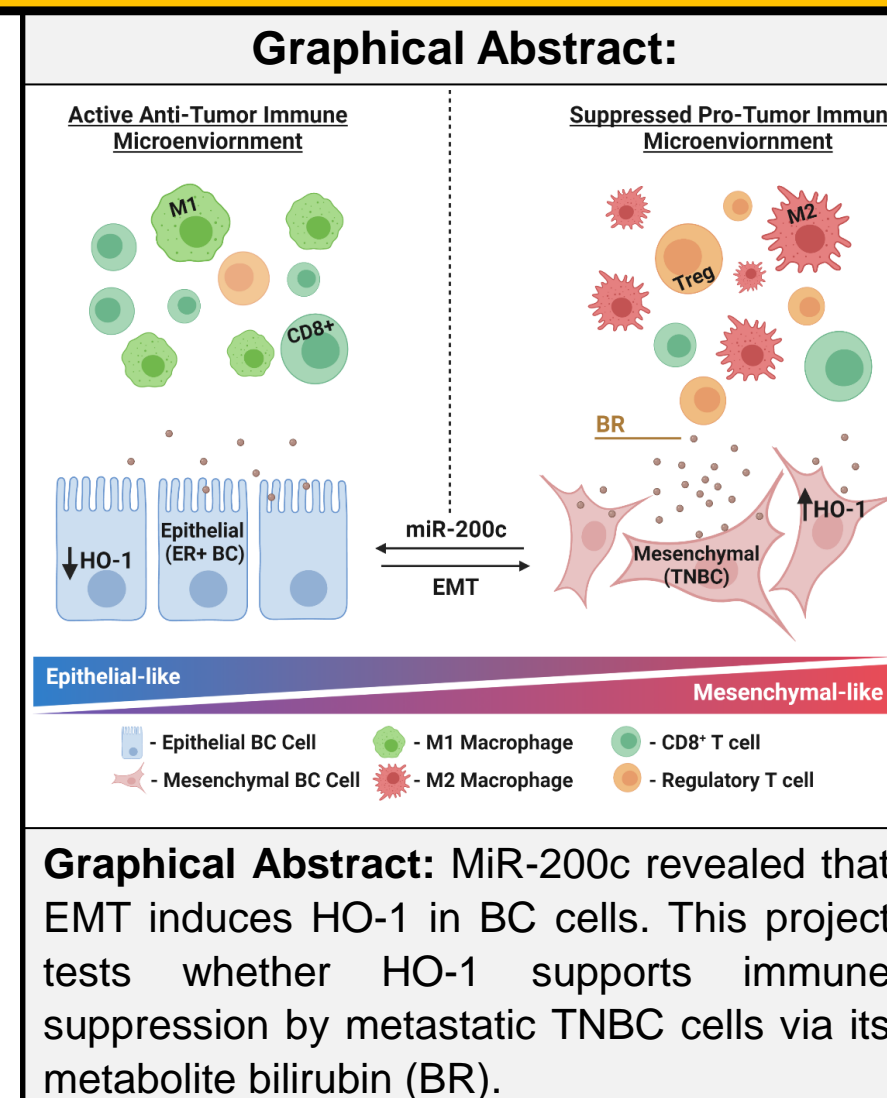 Graphical Abstract:
Active Anti-Tumor Immune
Microenviornment
Suppressed Pro-Tumor Immun
Microenviornment
M1
CD8+
M2
Treg
BR
HO-1
Epithelial
(ER+ BC)
miR-200c
EMT
Mesenchymal
(TNBC)
HO-1
Epithelial-like
Mesenchymal-like
- Epithelial BC Cell
- M1 Macrophage
- CD8⁺ T cell
- Mesenchymal BC Cell
- M2 Macrophage
- Regulatory T cell
Graphical Abstract: MiR-200c revealed that
EMT induces HO-1 in BC cells. This project
tests whether HO-1 supports immune
suppression by metastatic TNBC cells via its
metabolite bilirubin (BR).